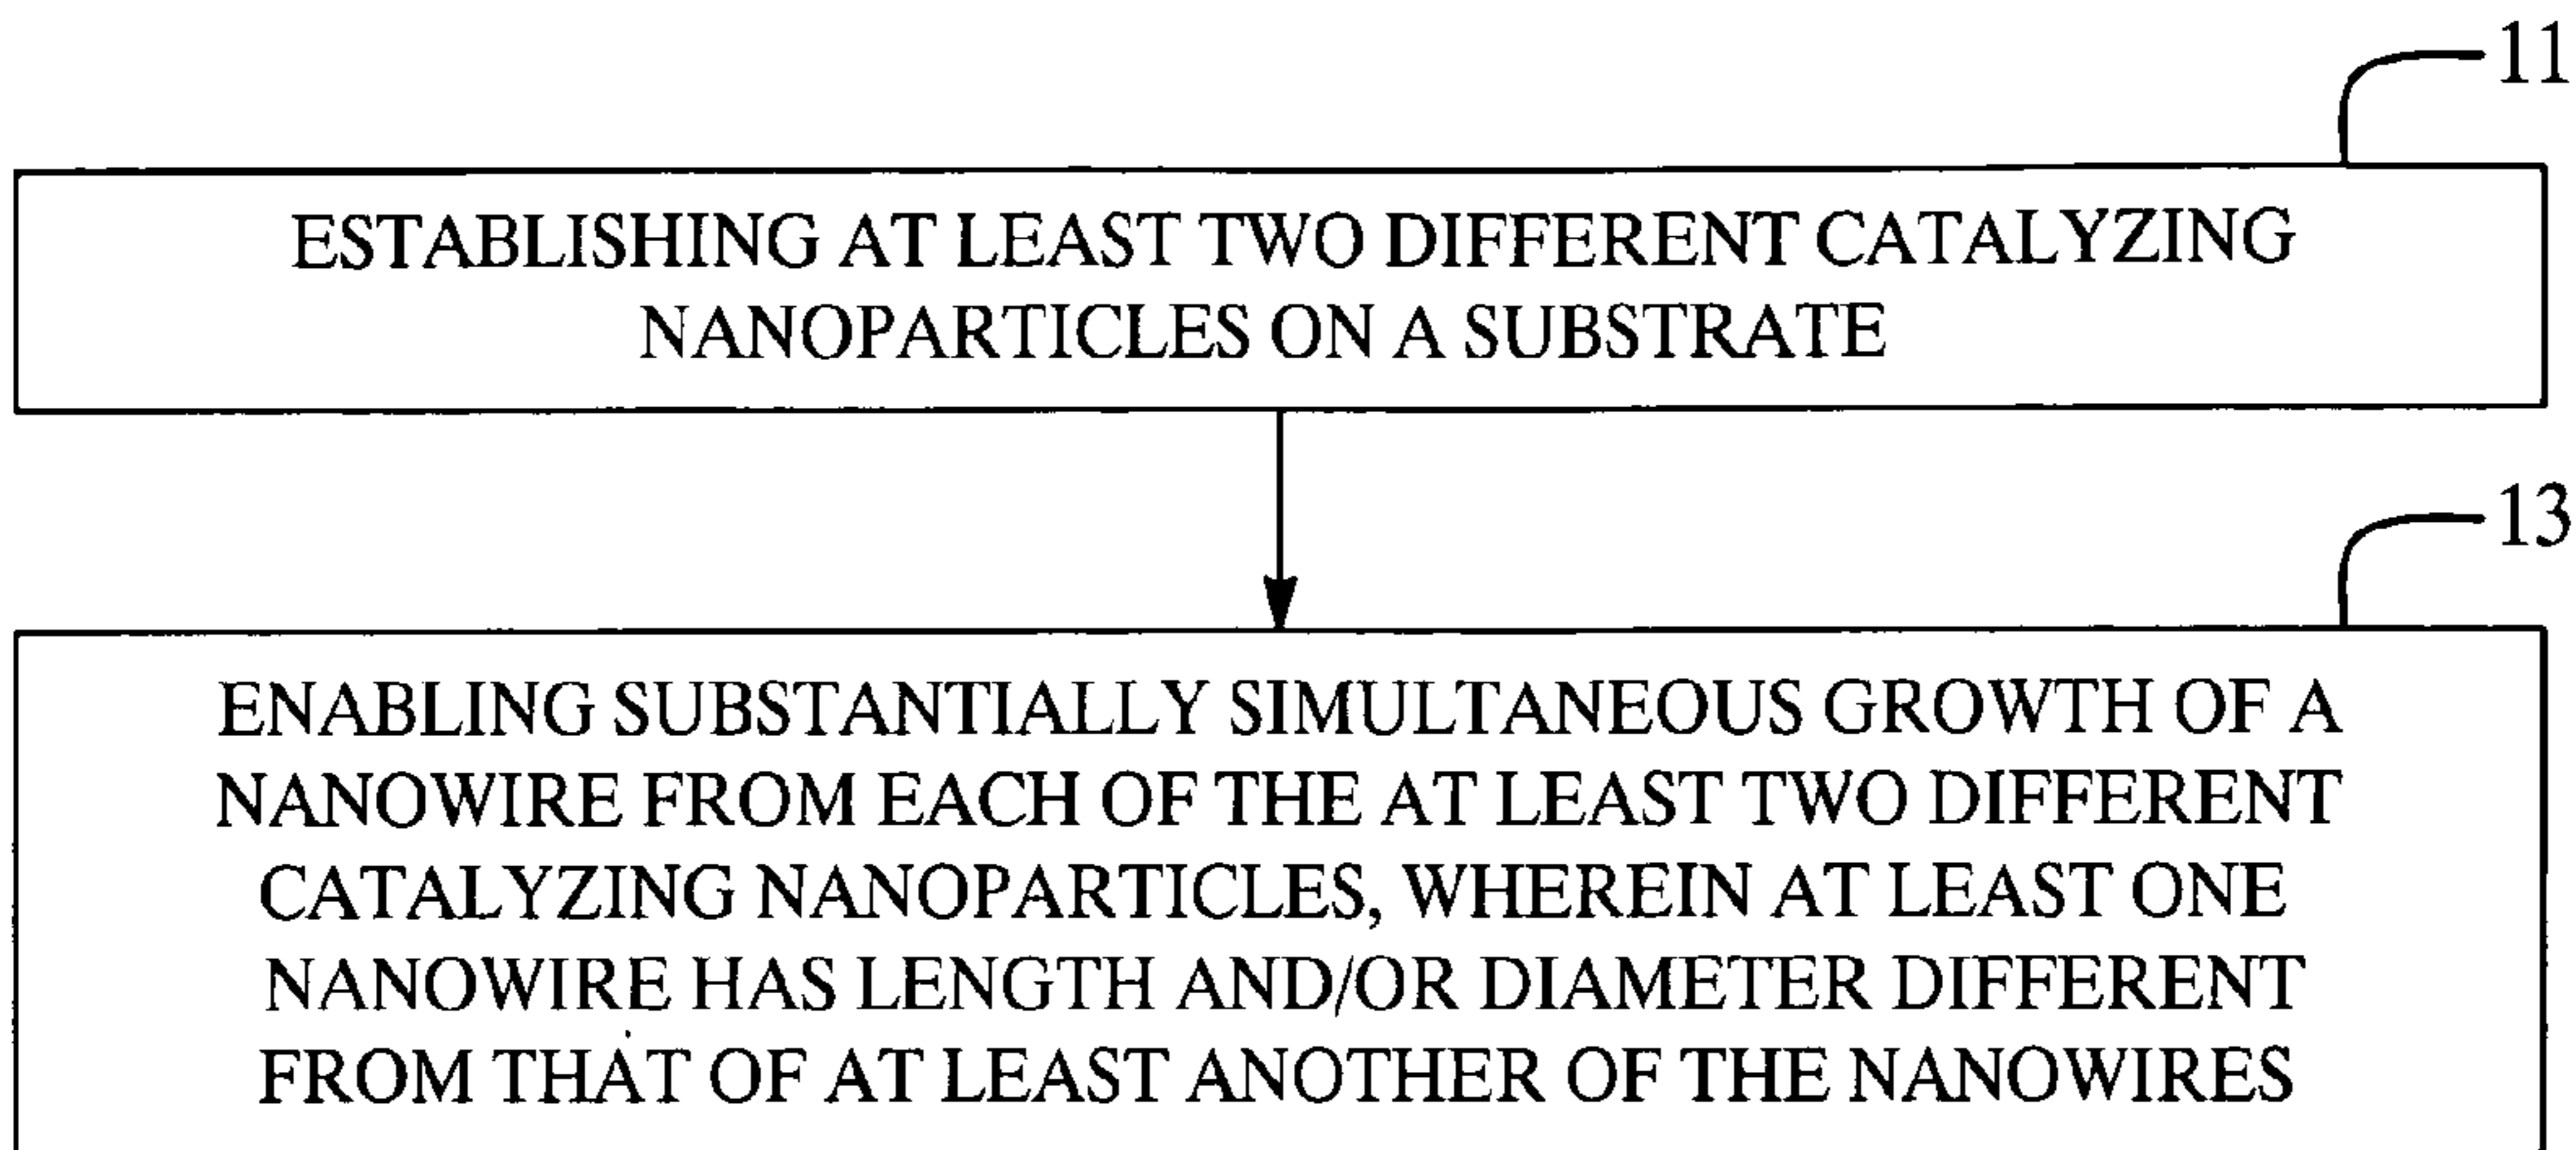 11
ESTABLISHING AT LEAST TWO DIFFERENT CATALYZING
NANOPARTICLES ON A SUBSTRATE
13
ENABLING SUBSTANTIALLY SIMULTANEOUS GROWTH OF A
NANOWIRE FROM EACH OF THE AT LEAST TWO DIFFERENT
CATALYZING NANOPARTICLES, WHEREIN AT LEAST ONE
NANOWIRE HAS LENGTH AND/OR DIAMETER DIFFERENT
FROM THAT OF AT LEAST ANOTHER OF THE NANOWIRES